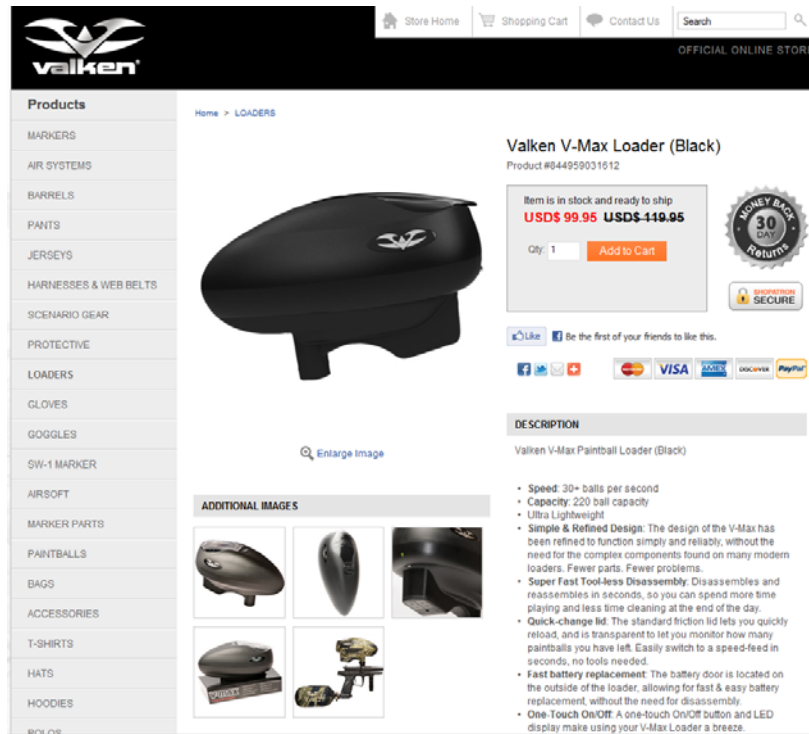 valken
Store Home
Shopping Cart
Contact Us
Search
OFFICIAL ONLINE STORE
Products
MARKERS
AIR SYSTEMS
BARRELS
PANTS
JERSEYS
HARNESSES & WEB BELTS
SCENARIO GEAR
PROTECTIVE
LOADERS
GLOVES
GOGGLES
SW-1 MARKER
AIRSOFT
MARKER PARTS
PAINTBALLS
BAGS
ACCESSORIES
T-SHIRTS
HATS
HOODIES
POLOS
Home > LOADERS
Enlarge Image
ADDITIONAL IMAGES
V-MAX
Valken V-Max Loader (Black)
Product #844959031612
Item is in stock and ready to ship
USD$ 99.95 USD$ 119.95
Qty: 1 Add to Cart
MONEY BACK
30
DAY
Returns
SHOPATRON
SECURE
Like Be the first of your friends to like this.
MasterCard VISA AMEX DISCOVER PayPal
DESCRIPTION
Valken V-Max Paintball Loader (Black)
• Speed: 30+ balls per second
• Capacity: 220 ball capacity
• Ultra Lightweight
• Simple & Refined Design: The design of the V-Max has
been refined to function simply and reliably, without the
need for the complex components found on many modern
loaders. Fewer parts. Fewer problems.
• Super Fast Tool-less Disassembly: Disassembles and
reassembles in seconds, so you can spend more time
playing and less time cleaning at the end of the day.
• Quick-change lid: The standard friction lid lets you quickly
reload, and is transparent to let you monitor how many
paintballs you have left. Easily switch to a speed-feed in
seconds, no tools needed.
• Fast battery replacement: The battery door is located on
the outside of the loader, allowing for fast & easy battery
replacement, without the need for disassembly.
• One-Touch On/Off: A one-touch On/Off button and LED
display make using your V-Max Loader a breeze.